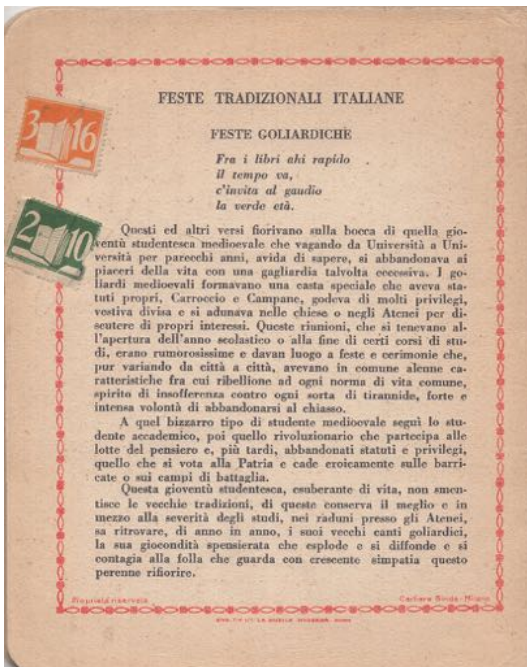 FESTE TRADIZIONALI ITALIANE
FESTE GOLIARDICHE
Fra i libri ahi rapido
il tempo va,
c'invita al gaudio
la verde età.
3 16
2 10
Questi ed altri versi fiorivano sulla bocca di quella gio-
ventù studentesca medioevale che vagando da Università a Uni-
versità per parecchi anni, avida di sapere, si abbandonava ai
piaceri della vita con una gagliardia talvolta eccessiva. I go-
liardi medioevali formavano una casta speciale che aveva sta-
tuti propri, Carroccio e Campane, godeva di molti privilegi,
vestiva divisa e si adunava nelle chiese o negli Atenei per di-
scutere di propri interessi. Queste riunioni, che si tenevano al-
l'apertura dell'anno scolastico o alla fine di certi corsi di stu-
di, erano rumorosissime e davan luogo a feste e cerimonie che,
pur variando da città a città, avevano in comune alcune ca-
ratteristiche fra cui ribellione ad ogni norma di vita comune,
spirito di insofferenza contro ogni sorta di tirannide, forte e
intensa volontà di abbandonarsi al chiasso.
A quel bizzarro tipo di studente medioevale seguì lo stu-
dente accademico, poi quello rivoluzionario che partecipa alle
lotte del pensiero e, più tardi, abbandonati statuti e privilegi,
quello che si vota alla Patria e cade eroicamente sulle barri-
cate o sui campi di battaglia.
Questa gioventù studentesca, esuberante di vita, non smen-
tisce le vecchie tradizioni, di queste conserva il meglio e in
mezzo alla severità degli studi, nei raduni presso gli Atenei,
sa ritrovare, di anno in anno, i suoi vecchi canti goliardici,
la sua giocondità spensierata che esplode e si diffonde e si
contagia alla folla che guarda con crescente simpatia questo
perenne rifiorire.
Proprietà riservata
Cartiere Binda - Milano